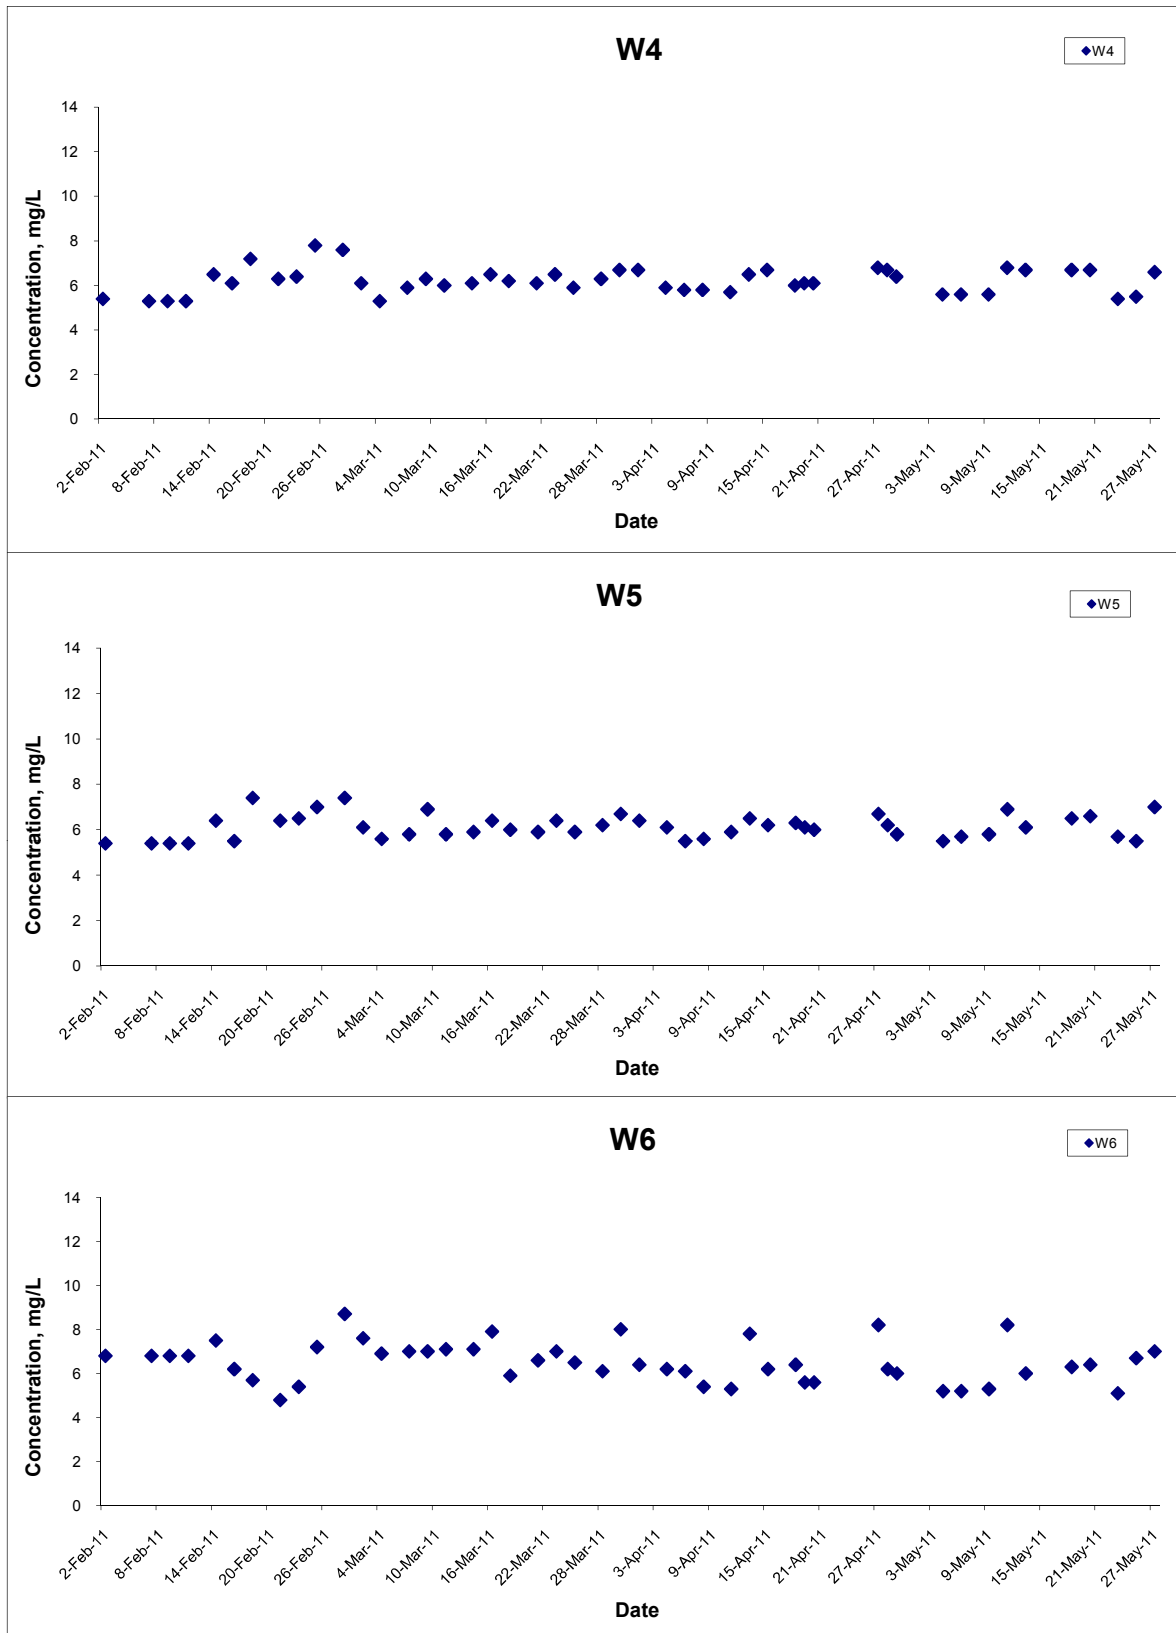 W4
W4
14
12
10
8
6
4
2
0
Concentration, mg/L
2-Feb-11
8-Feb-11
14-Feb-11
20-Feb-11
26-Feb-11
4-Mar-11
10-Mar-11
16-Mar-11
22-Mar-11
28-Mar-11
3-Apr-11
9-Apr-11
15-Apr-11
21-Apr-11
27-Apr-11
3-May-11
9-May-11
15-May-11
21-May-11
27-May-11
Date
W5
W5
14
12
10
8
6
4
2
0
Concentration, mg/L
2-Feb-11
8-Feb-11
14-Feb-11
20-Feb-11
26-Feb-11
4-Mar-11
10-Mar-11
16-Mar-11
22-Mar-11
28-Mar-11
3-Apr-11
9-Apr-11
15-Apr-11
21-Apr-11
27-Apr-11
3-May-11
9-May-11
15-May-11
21-May-11
27-May-11
Date
W6
W6
14
12
10
8
6
4
2
0
Concentration, mg/L
2-Feb-11
8-Feb-11
14-Feb-11
20-Feb-11
26-Feb-11
4-Mar-11
10-Mar-11
16-Mar-11
22-Mar-11
28-Mar-11
3-Apr-11
9-Apr-11
15-Apr-11
21-Apr-11
27-Apr-11
3-May-11
9-May-11
15-May-11
21-May-11
27-May-11
Date